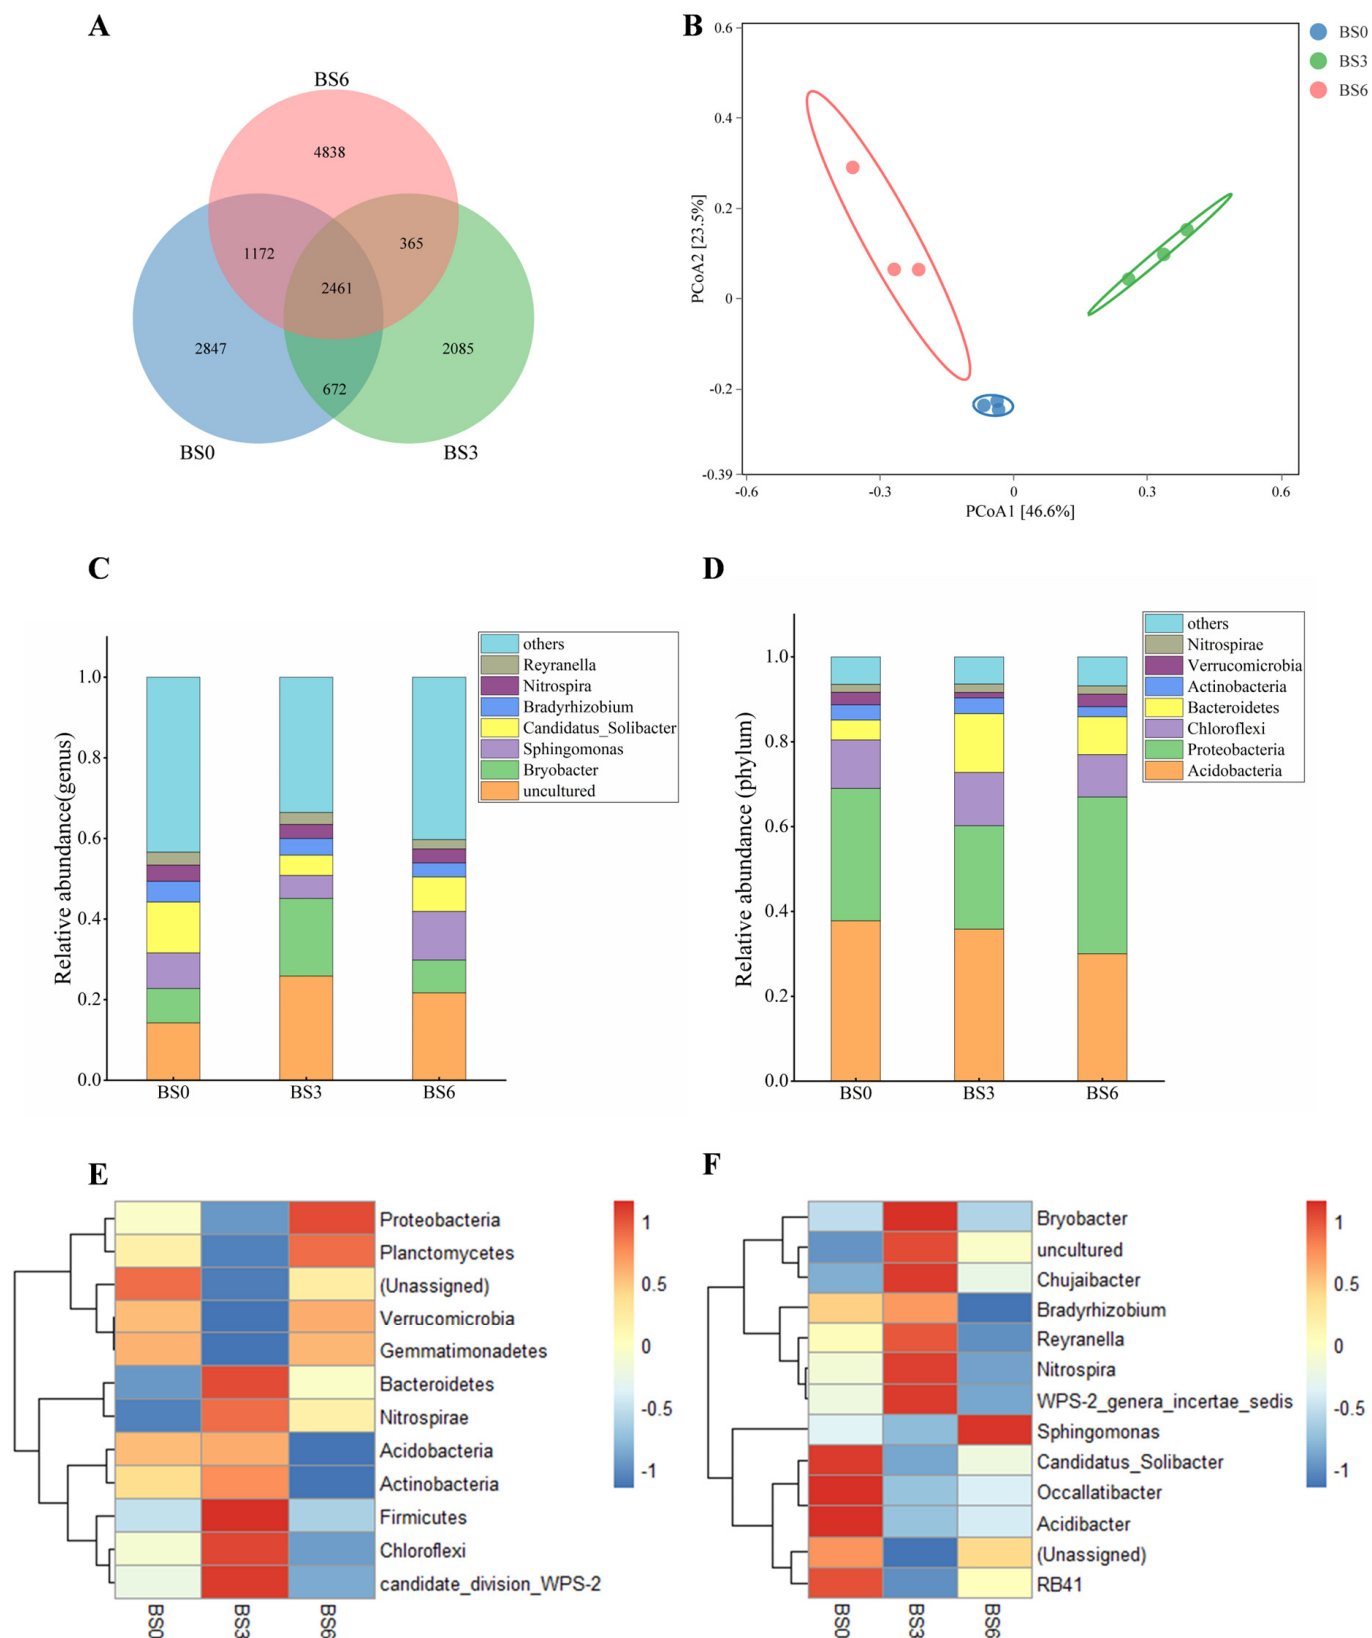 A
BS6
4838
1172
365
2461
2847
2085
672
BS0
BS3
B
BS0
BS3
BS6
0.6
0.4
0.2
0
-0.2
-0.39
PCoA2 [23.5%]
-0.6
-0.3
0
0.3
0.6
PCoA1 [46.6%]
C
Relative abundance(genus)
1.0
0.8
0.6
0.4
0.2
0.0
BS0
BS3
BS6
others
Reyranella
Nitrospira
Bradyrhizobium
Candidatus_Solibacter
Sphingomonas
Bryobacter
uncultured
D
Relative abundance (phylum)
1.0
0.8
0.6
0.4
0.2
0.0
BS0
BS3
BS6
others
Nitrospirae
Verrucomicrobia
Actinobacteria
Bacteroidetes
Chloroflexi
Proteobacteria
Acidobacteria
E
Proteobacteria
Planctomycetes
(Unassigned)
Verrucomicrobia
Gemmatimonadetes
Bacteroidetes
Nitrospirae
Acidobacteria
Actinobacteria
Firmicutes
Chloroflexi
candidate_division_WPS-2
BS0
BS3
BS6
1
0.5
0
-0.5
-1
F
Bryobacter
uncultured
Chujaibacter
Bradyrhizobium
Reyranella
Nitrospira
WPS-2_genera_incertae_sedis
Sphingomonas
Candidatus_Solibacter
Occallatibacter
Acidibacter
(Unassigned)
RB41
BS0
BS3
BS6
1
0.5
0
-0.5
-1